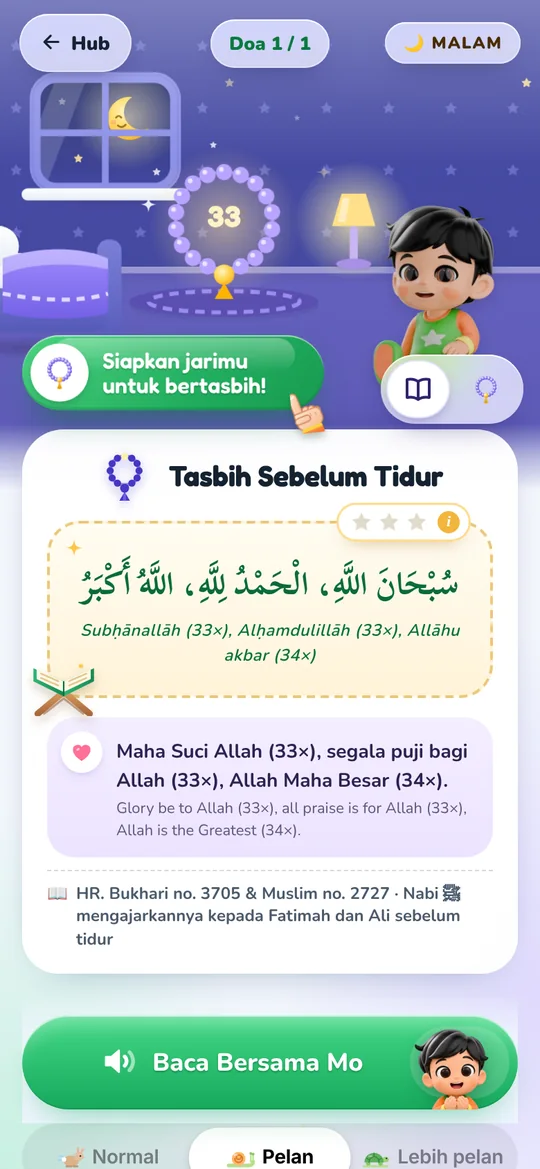 Hub
Doa 1 / 1
MALAM
33
Siapkan jarimu
untuk bertasbih!
Tasbih Sebelum Tidur
i
سُبْحَانَ اللَّهِ، الْحَمْدُ لِلَّهِ، اللَّهُ أَكْبَرُ
Subḥānallāh (33×), Alḥamdulillāh (33×), Allāhu
akbar (34×)
Maha Suci Allah (33×), segala puji bagi
Allah (33×), Allah Maha Besar (34×).
Glory be to Allah (33×), all praise is for Allah (33×),
Allah is the Greatest (34×).
HR. Bukhari no. 3705 & Muslim no. 2727 · Nabi ﷺ
mengajarkannya kepada Fatimah dan Ali sebelum
tidur
Baca Bersama Mo
Normal
Pelan
Lebih pelan